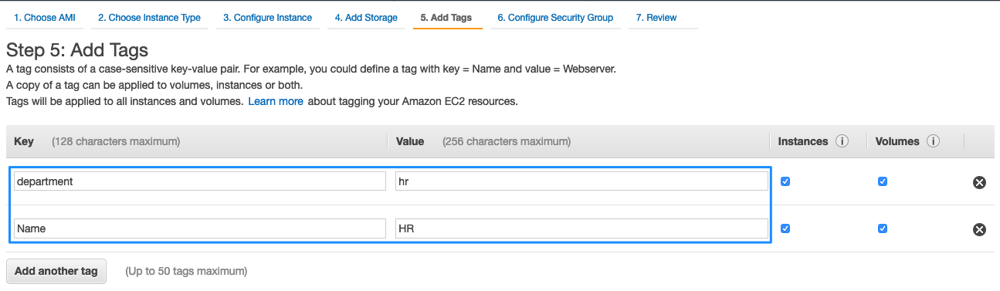 1. Choose AMI 2. Choose Instance Type 3. Configure Instance 4. Add Storage 5. Add Tags 6. Configure Security Group 7. Review
Step 5: Add Tags
A tag consists of a case-sensitive key-value pair. For example, you could define a tag with key = Name and value = Webserver.
A copy of a tag can be applied to volumes, instances or both.
Tags will be applied to all instances and volumes. Learn more about tagging your Amazon EC2 resources.
Key (128 characters maximum) Value (256 characters maximum) Instances i Volumes i
department hr
Name HR
Add another tag (Up to 50 tags maximum)